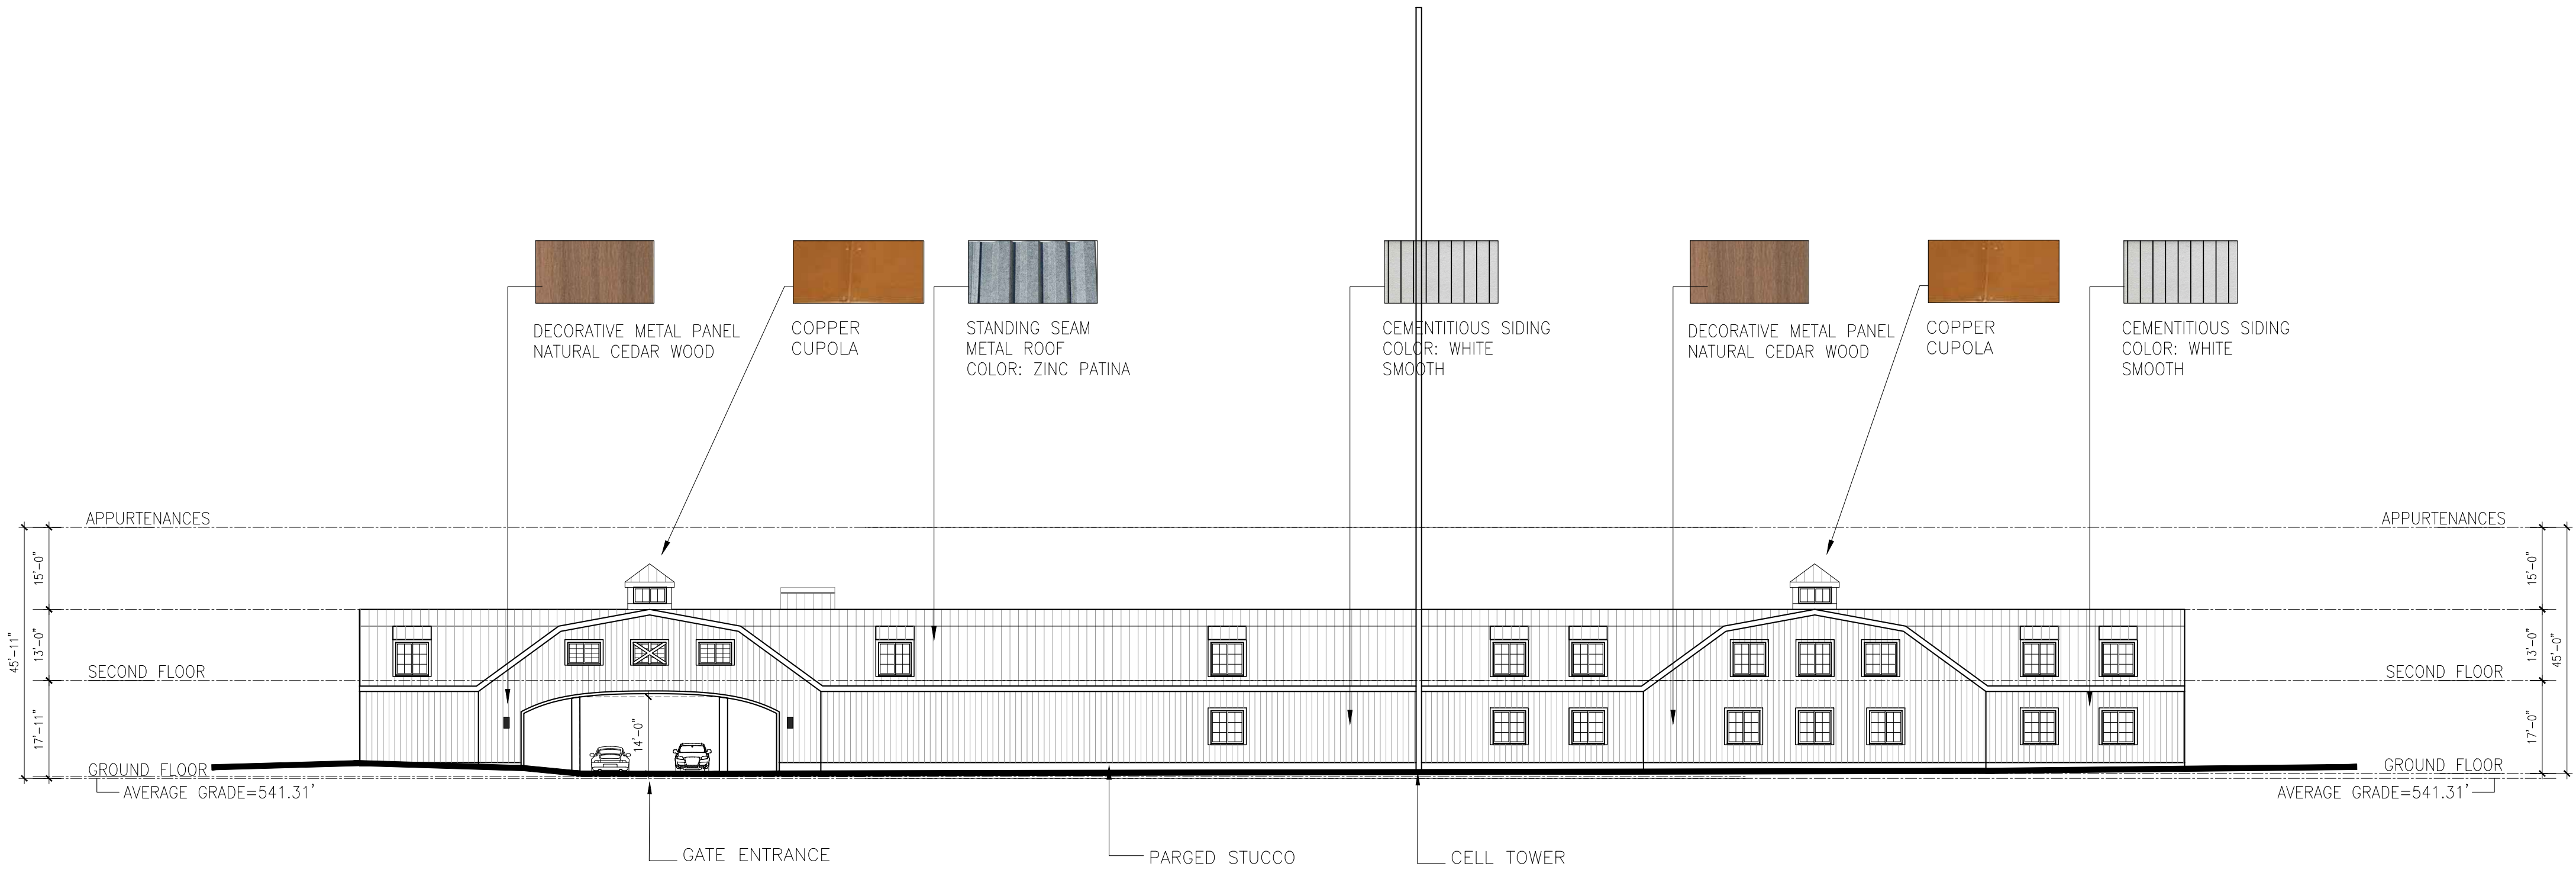 DECORATIVE METAL PANEL
NATURAL CEDAR WOOD
COPPER
CUPOLA
STANDING SEAM
METAL ROOF
COLOR: ZINC PATINA
CEMENTITIOUS SIDING
COLOR: WHITE
SMOOTH
DECORATIVE METAL PANEL
NATURAL CEDAR WOOD
COPPER
CUPOLA
CEMENTITIOUS SIDING
COLOR: WHITE
SMOOTH
APPURTENANCES
APPURTENANCES
15'-0"
15'-0"
45'-11"
13'-0"
13'-0"
45'-0"
SECOND FLOOR
SECOND FLOOR
17'-11"
14'-0"
17'-0"
GROUND FLOOR
GROUND FLOOR
AVERAGE GRADE=541.31'
AVERAGE GRADE=541.31'
GATE ENTRANCE
PARGED STUCCO
CELL TOWER